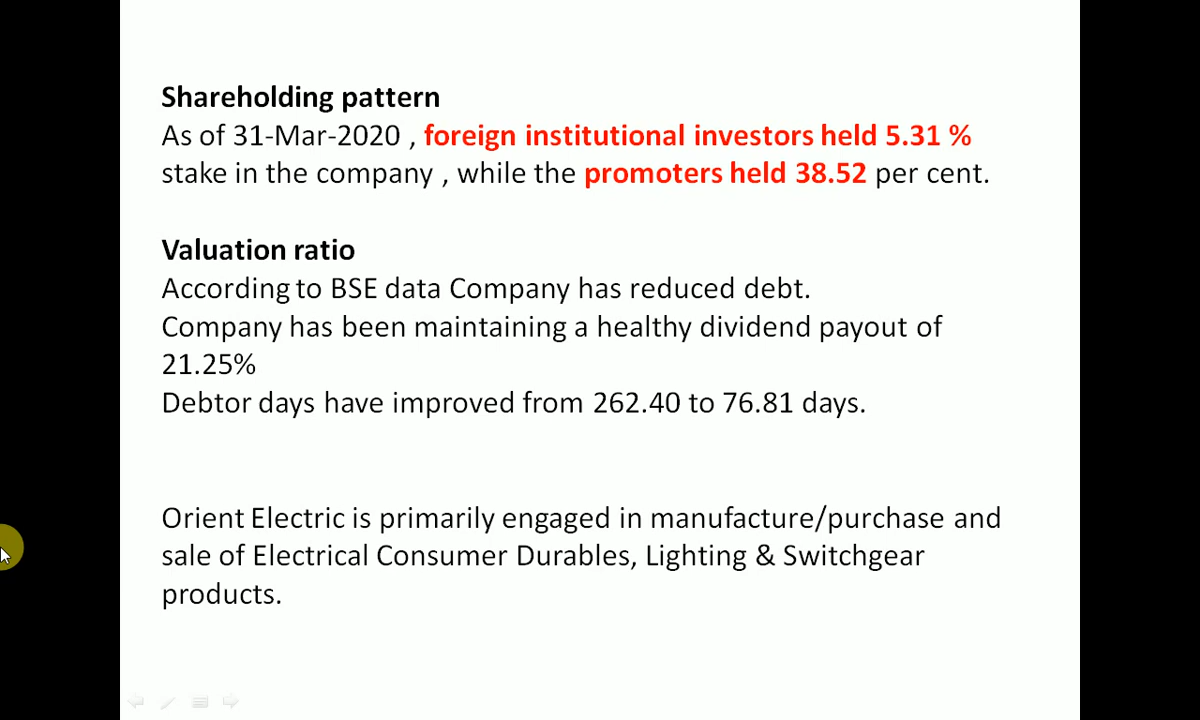 Shareholding pattern
As of 31-Mar-2020 , foreign institutional investors held 5.31 %
stake in the company , while the promoters held 38.52 per cent.
Valuation ratio
According to BSE data Company has reduced debt.
Company has been maintaining a healthy dividend payout of
21.25%
Debtor days have improved from 262.40 to 76.81 days.
Orient Electric is primarily engaged in manufacture/purchase and
sale of Electrical Consumer Durables, Lighting & Switchgear
products.